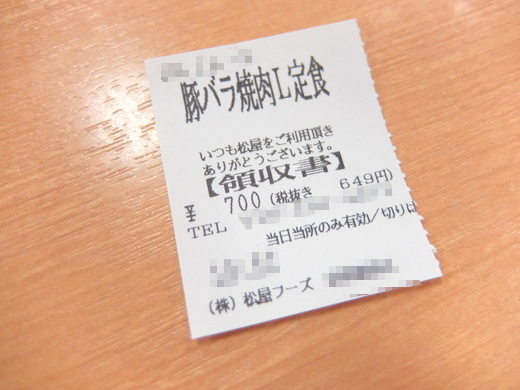 豚バラ焼肉L定食
いつも松屋をご利用頂き
ありがとうございます。
【領収書】
¥ 700 (税抜き 649円)
TEL
当日当所のみ有効/切り
(株) 松屋フーズ